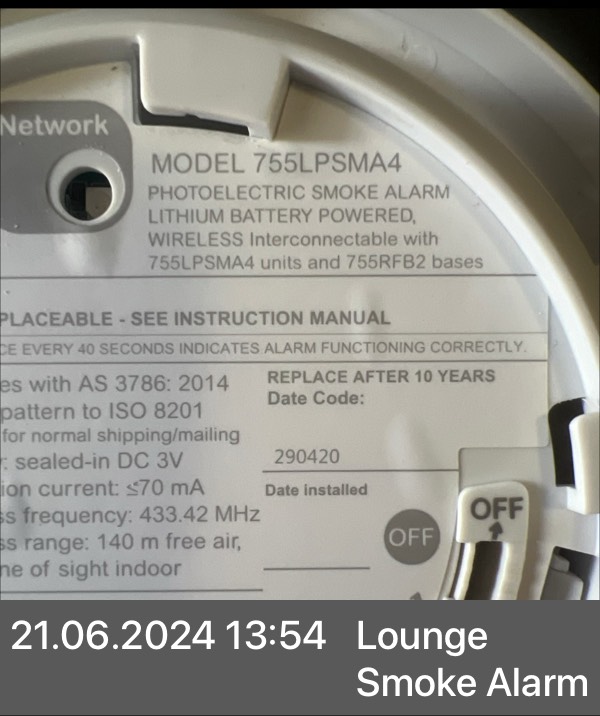 Network
MODEL 755LPSMA4
PHOTOELECTRIC SMOKE ALARM
LITHIUM BATTERY POWERED,
WIRELESS Interconnectable with
755LPSMA4 units and 755RFB2 bases
PLACEABLE - SEE INSTRUCTION MANUAL
CE EVERY 40 SECONDS INDICATES ALARM FUNCTIONING CORRECTLY.
es with AS 3786: 2014
pattern to ISO 8201
for normal shipping/mailing
: sealed-in DC 3V
ion current: ≤70 mA
ss frequency: 433.42 MHz
ss range: 140 m free air,
ne of sight indoor
REPLACE AFTER 10 YEARS
Date Code:
290420
Date installed
OFF
OFF
21.06.2024 13:54
Lounge
Smoke Alarm